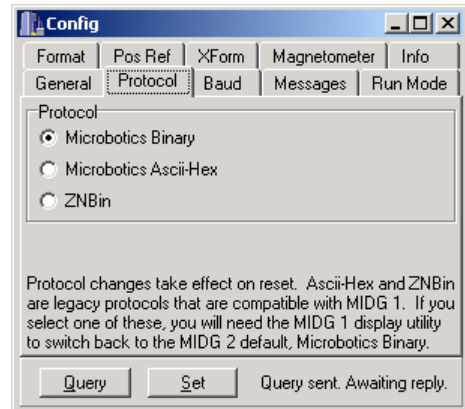 Config
Format Pos Ref XForm Magnetometer Info
General Protocol Baud Messages Run Mode
Protocol
Microbotics Binary
Microbotics Ascii-Hex
ZNBin
Protocol changes take effect on reset. Ascii-Hex and ZNBin
are legacy protocols that are compatible with MIDG 1. If you
select one of these, you will need the MIDG 1 display utility
to switch back to the MIDG 2 default, Microbotics Binary.
Query Set Query sent. Awaiting reply.